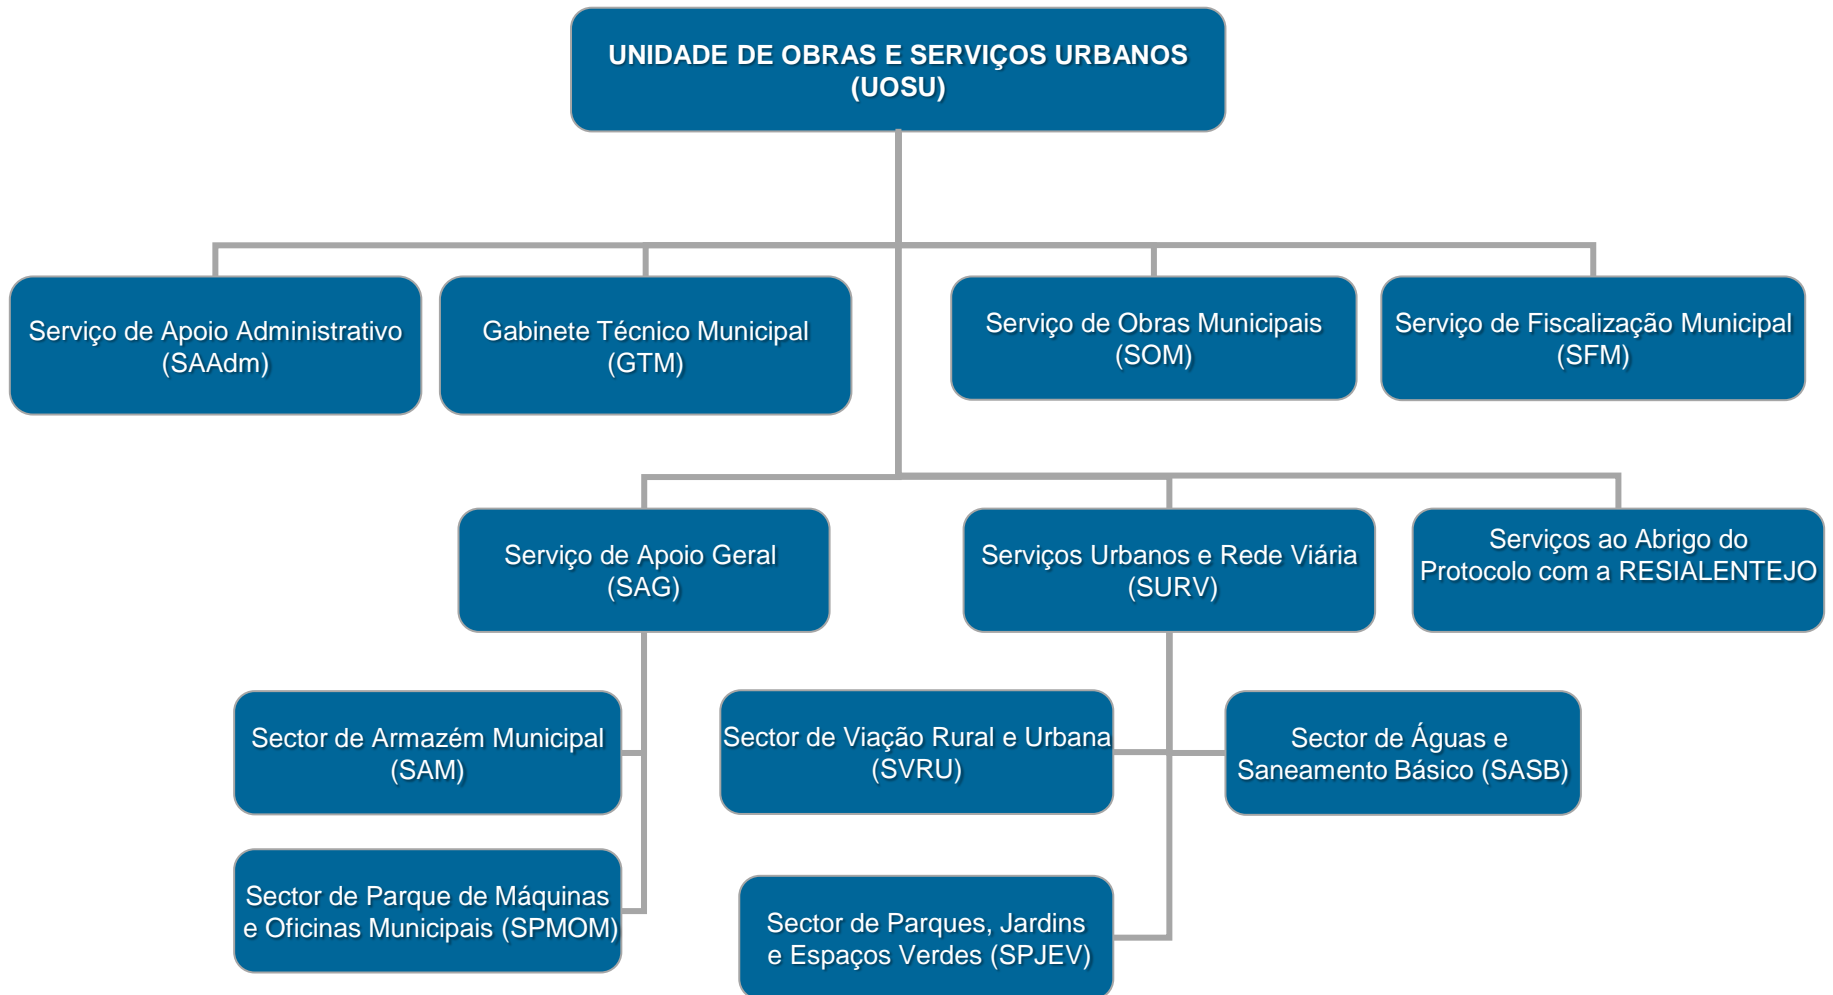 UNIDADE DE OBRAS E SERVIÇOS URBANOS
(UOSU)
Serviço de Apoio Administrativo
(SAAdm)
Gabinete Técnico Municipal
(GTM)
Serviço de Obras Municipais
(SOM)
Serviço de Fiscalização Municipal
(SFM)
Serviço de Apoio Geral
(SAG)
Serviços Urbanos e Rede Viária
(SURV)
Serviços ao Abrigo do
Protocolo com a RESIALENTEJO
Sector de Armazém Municipal
(SAM)
Sector de Viação Rural e Urbana
(SVRU)
Sector de Águas e
Saneamento Básico (SASB)
Sector de Parque de Máquinas
e Oficinas Municipais (SPMOM)
Sector de Parques, Jardins
e Espaços Verdes (SPJEV)